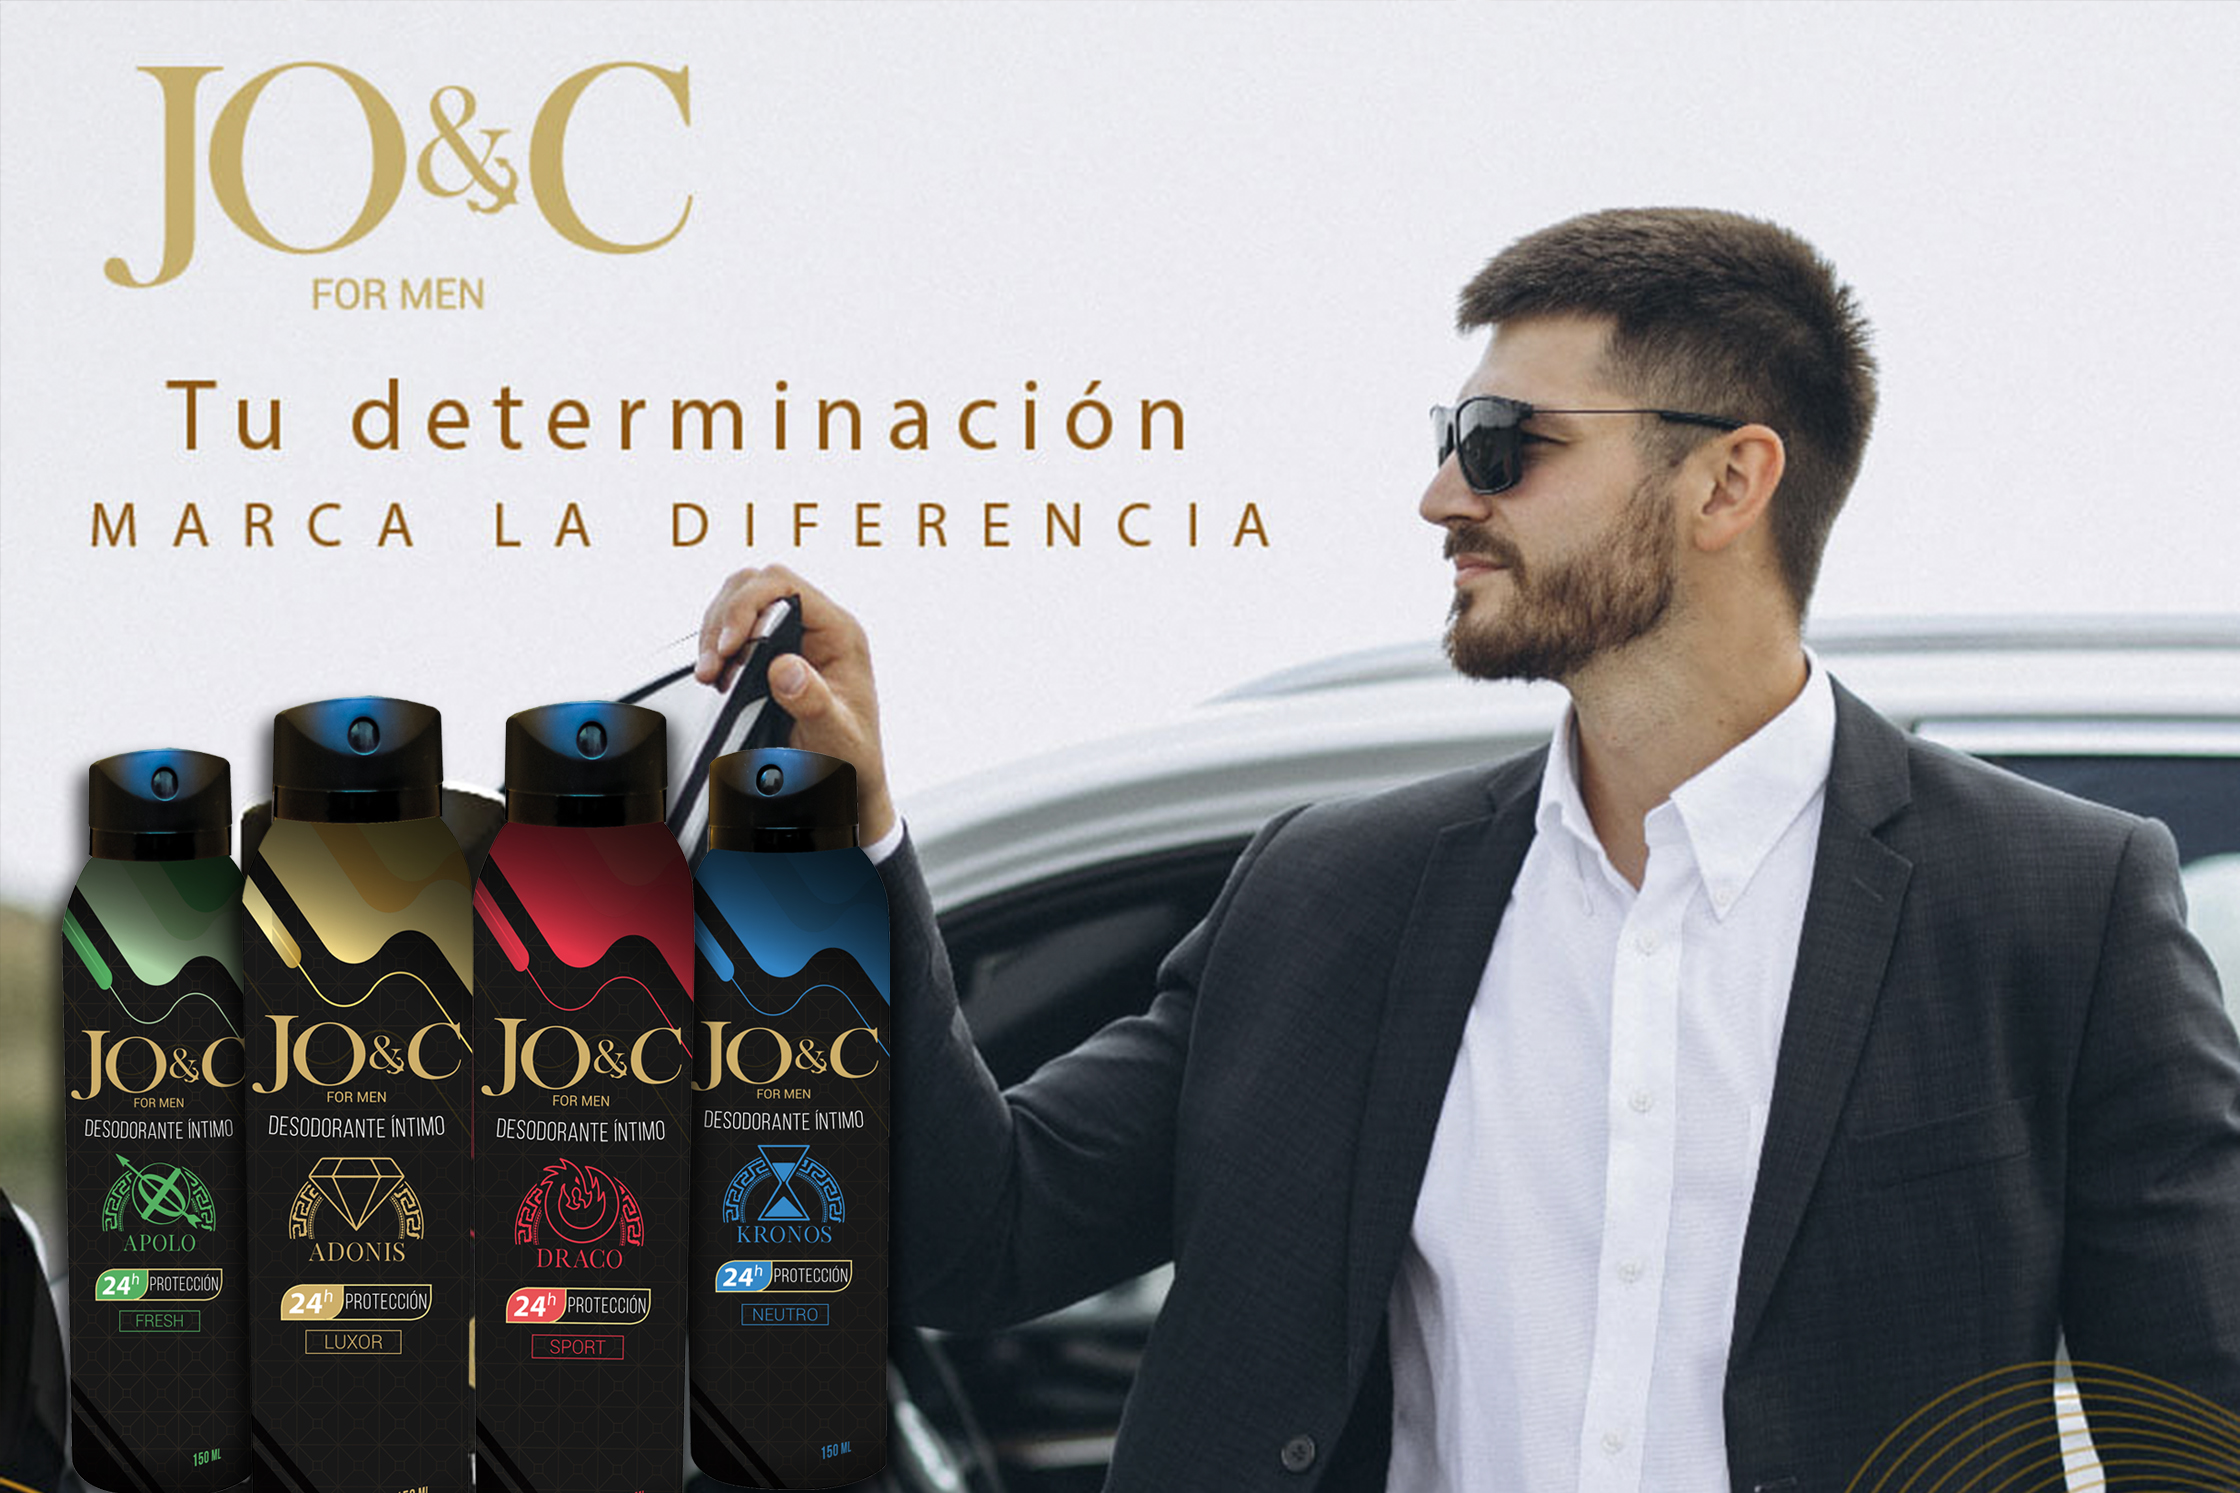 JO&C
FOR MEN
Tu determinación
MARCA LA DIFERENCIA
JO&C
FOR MEN
DESODORANTE ÍNTIMO
APOLO
24h PROTECCIÓN
FRESH
150 ML
JO&C
FOR MEN
DESODORANTE ÍNTIMO
ADONIS
24h PROTECCIÓN
LUXOR
JO&C
FOR MEN
DESODORANTE ÍNTIMO
DRACO
24h PROTECCIÓN
SPORT
JO&C
FOR MEN
DESODORANTE ÍNTIMO
KRONOS
24h PROTECCIÓN
NEUTRO
150 ML